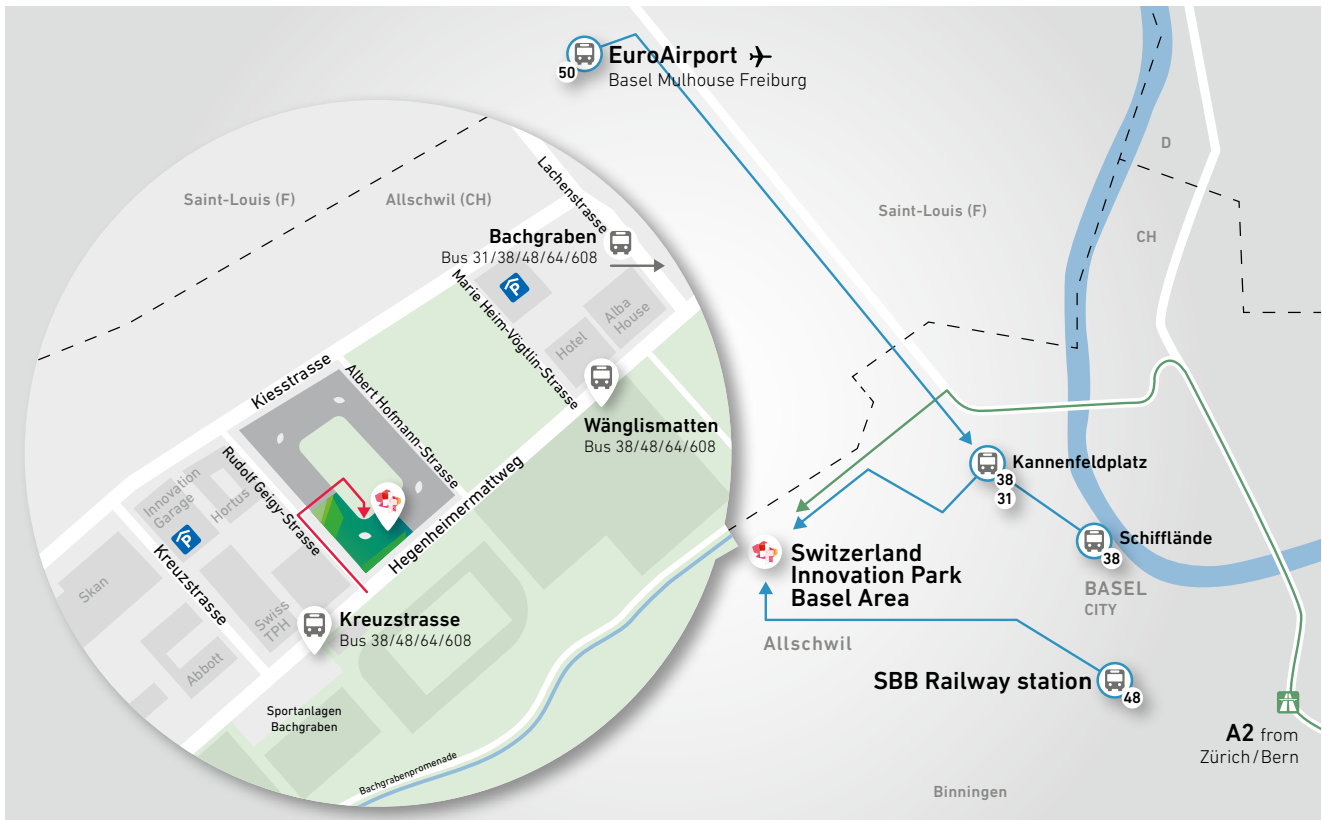 50
EuroAirport
Basel Mulhouse Freiburg
D
CH
Saint-Louis (F)
Allschwil (CH)
Saint-Louis (F)
Lachenstrasse
Bachgraben
Bus 31/38/48/64/608
P
Marie Heim-Vögtlin-Strasse
Alba
House
Hotel
Wänglismatten
Bus 38/48/64/608
Kiesstrasse
Albert Hofmann-Strasse
Rudolf Geigy-Strasse
Hegenheimermattweg
Innovation
Garage
Hortus
P
Kreuzstrasse
Skan
Swiss
TPH
Abbott
Kreuzstrasse
Bus 38/48/64/608
Sportanlagen
Bachgraben
Bachgrabenpromenade
Kannenfeldplatz
38
31
Schifflände
38
Switzerland
Innovation Park
Basel Area
BASEL
CITY
Allschwil
SBB Railway station
48
A2 from
Zürich/Bern
Binningen